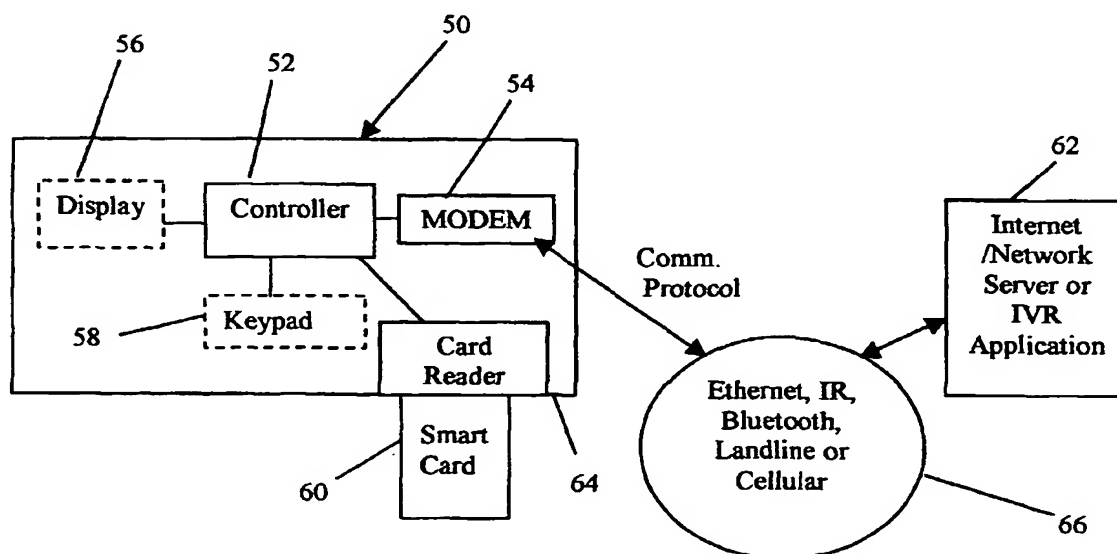 50
56
52
54
62
Display
Controller
MODEM
Internet
/Network
Server or
IVR
Application
Comm.
Protocol
58
Keypad
Card
Reader
Ethernet, IR,
Bluetooth,
Landline or
Cellular
Smart
Card
60
64
66